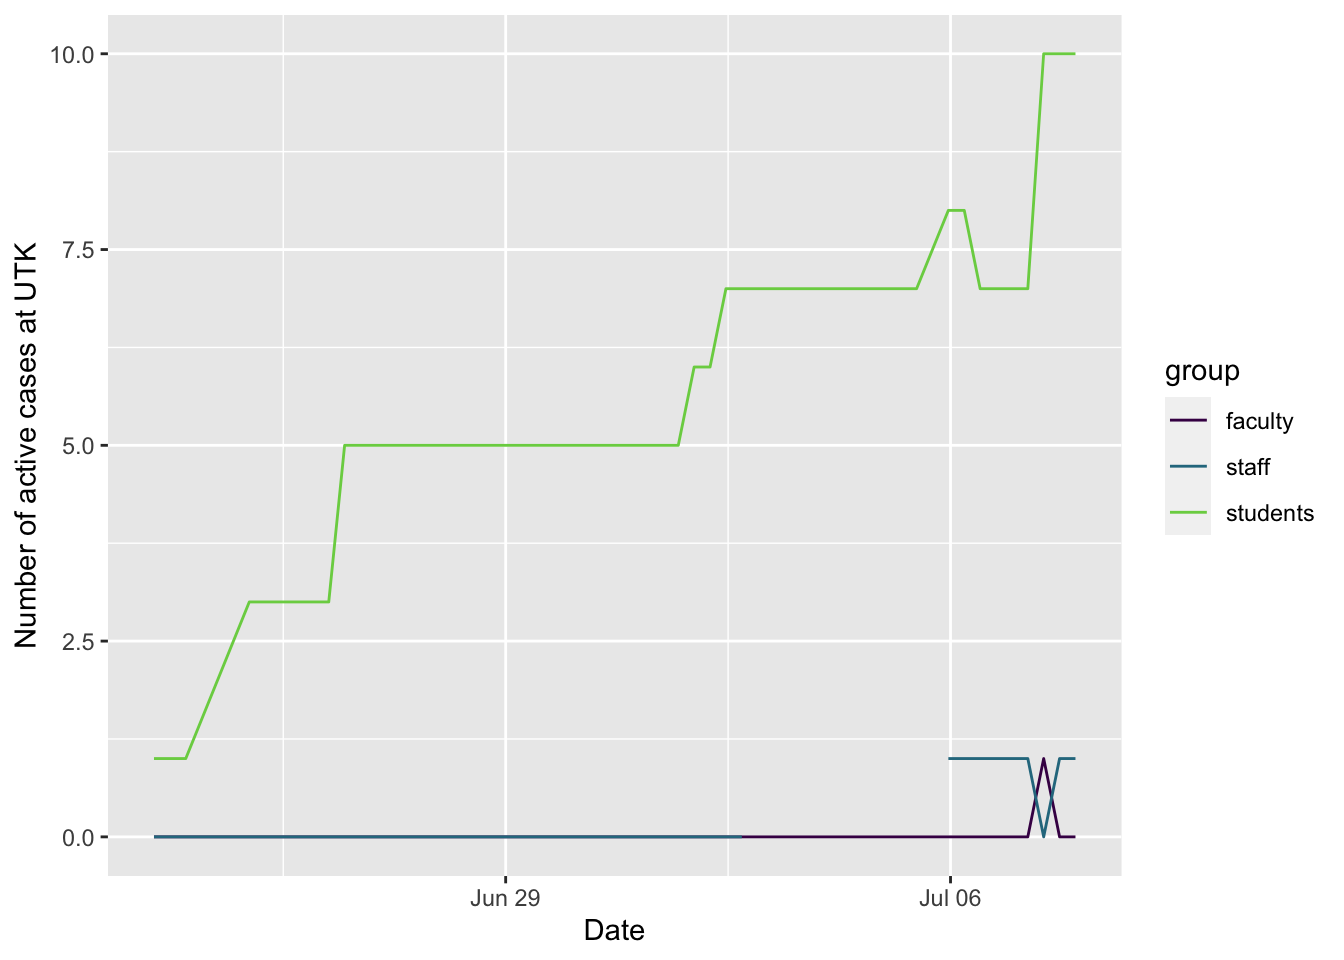 10.0
7.5
5.0
2.5
0.0
Number of active cases at UTK
Jun 29
Jul 06
Date
group
faculty
staff
students